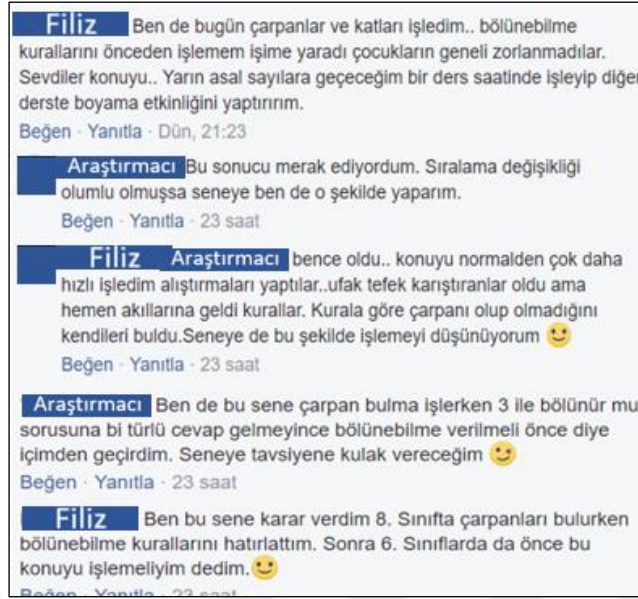 Filiz Ben de bugün çarpanlar ve katları işledim.. bölünebilme
kurallarını önceden işlemem işime yaradı çocukların geneli zorlanmadılar.
Sevdiler konuyu.. Yarın asal sayılara geçeceğim bir ders saatinde işleyip diğe
derste boyama etkinliğini yaptırırım.
Beğen · Yanıtla · Dün, 21:23
Araştırmacı Bu sonucu merak ediyordum. Sıralama değişikliği
olumlu olmuşsa seneye ben de o şekilde yaparım.
Beğen · Yanıtla · 23 saat
Filiz Araştırmacı bence oldu.. konuyu normalden çok daha
hızlı işledim alıştırmaları yaptılar..ufak tefek karıştıranlar oldu ama
hemen akıllarına geldi kurallar. Kurala göre çarpanı olup olmadığını
kendileri buldu.Seneye de bu şekilde işlemeyi düşünüyorum
Beğen · Yanıtla · 23 saat
Araştırmacı Ben de bu sene çarpan bulma işlerken 3 ile bölünür mu
sorusuna bi türlü cevap gelmeyince bölünebilme verilmeli önce diye
içimden geçirdim. Seneye tavsiyene kulak vereceğim
Beğen · Yanıtla · 23 saat
Filiz Ben bu sene karar verdim 8. Sınıfta çarpanları bulurken
bölünebilme kurallarını hatırlattım. Sonra 6. Sınıflarda da önce bu
konuyu işlemeliyim dedim.
Beğen · Yanıtla · 23 saat